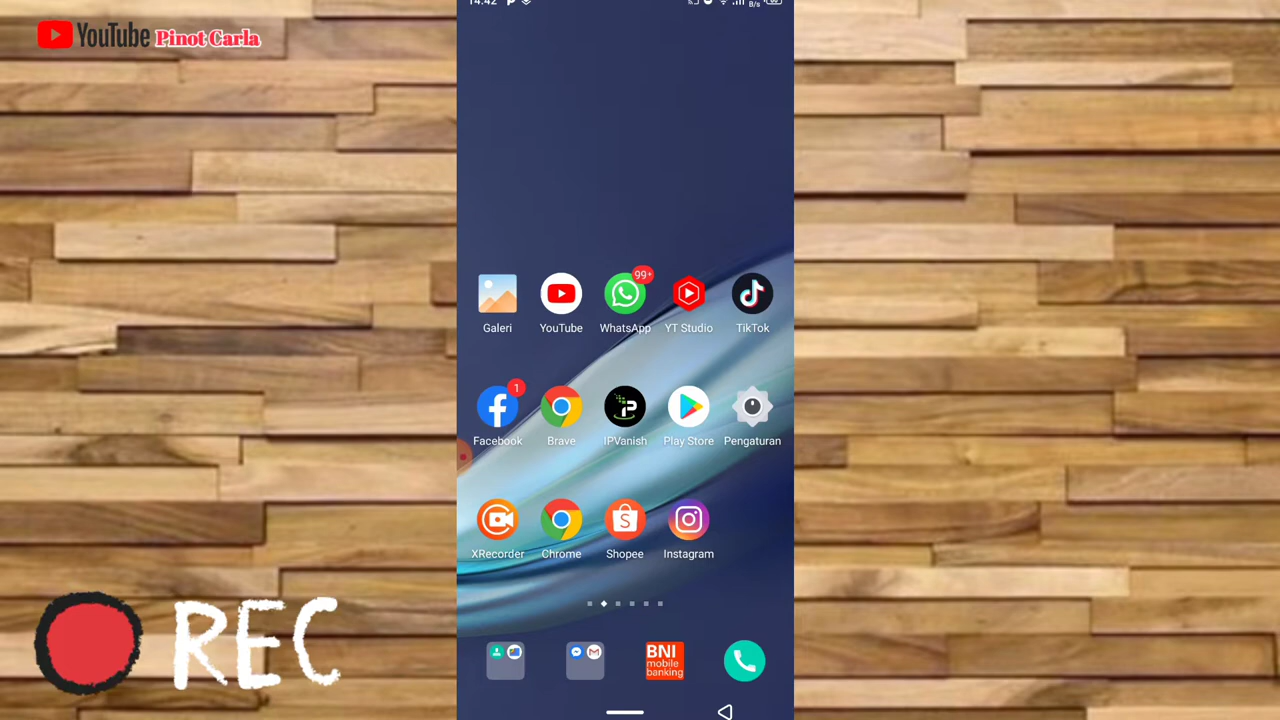 YouTube Pinot Carla
14.42
B/s
99+
Galeri YouTube WhatsApp YT Studio TikTok
1
Facebook Brave IPVanish Play Store Pengaturan
XRecorder Chrome Shopee Instagram
BNI
mobile
banking
REC